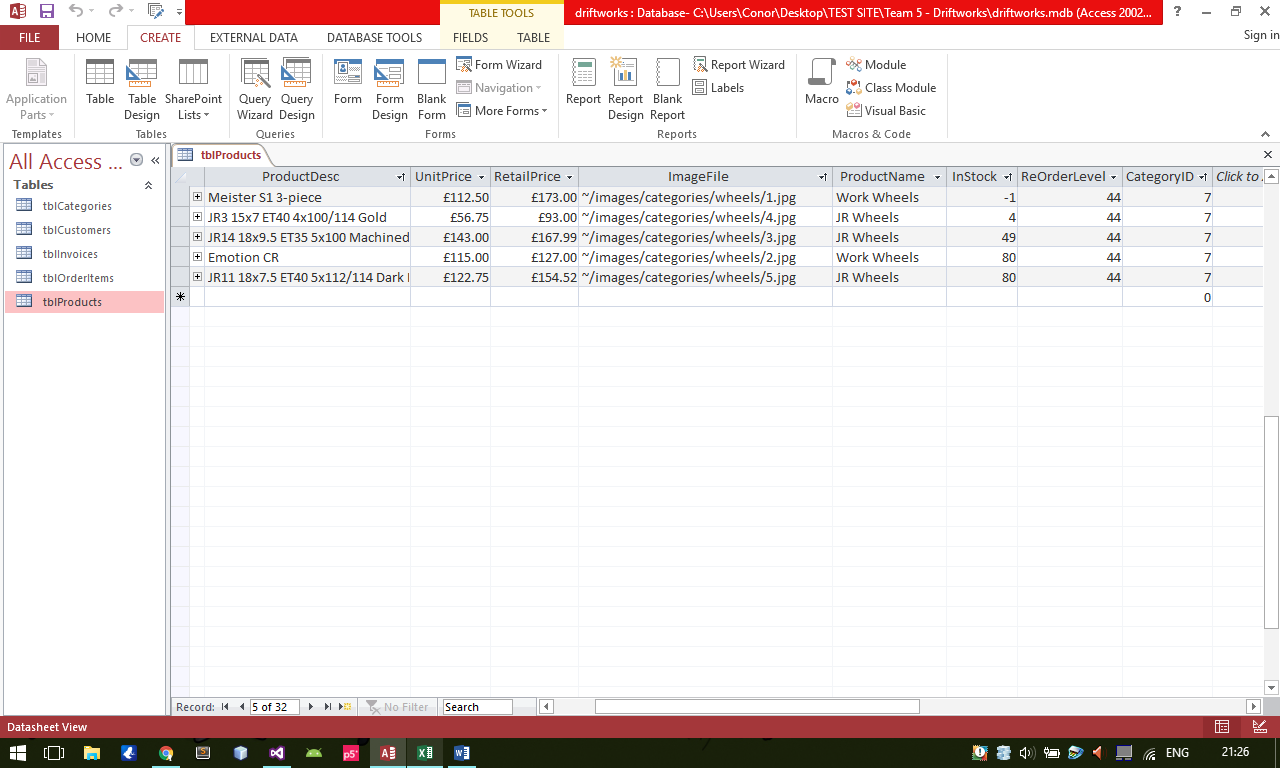 TABLE TOOLS
driftworks : Database- C:\Users\Conor\Desktop\TEST SITE\Team 5 - Driftworks\driftworks.mdb (Access 2002...
FILE HOME CREATE EXTERNAL DATA DATABASE TOOLS FIELDS TABLE Sign in
Application Parts
Templates
Table
Table Design
SharePoint Lists
Tables
Query Wizard
Query Design
Queries
Form
Form Design
Blank Form
Form Wizard
Navigation
More Forms
Forms
Report
Report Design
Blank Report
Report Wizard
Labels
Reports
Macro
Module
Class Module
Visual Basic
Macros & Code
All Access ...
Tables
tblCategories
tblCustomers
tblInvoices
tblOrderItems
tblProducts
tblProducts
ProductDesc UnitPrice RetailPrice ImageFile ProductName InStock ReOrderLevel CategoryID Click to
Meister S1 3-piece £112.50 £173.00 ~/images/categories/wheels/1.jpg Work Wheels -1 44 7
JR3 15x7 ET40 4x100/114 Gold £56.75 £93.00 ~/images/categories/wheels/4.jpg JR Wheels 4 44 7
JR14 18x9.5 ET35 5x100 Machined £143.00 £167.99 ~/images/categories/wheels/3.jpg JR Wheels 49 44 7
Emotion CR £115.00 £127.00 ~/images/categories/wheels/2.jpg Work Wheels 80 44 7
JR11 18x7.5 ET40 5x112/114 Dark £122.75 £154.52 ~/images/categories/wheels/5.jpg JR Wheels 80 44 7
0
Record: 5 of 32 No Filter Search
Datasheet View
p5*
ENG 21:26